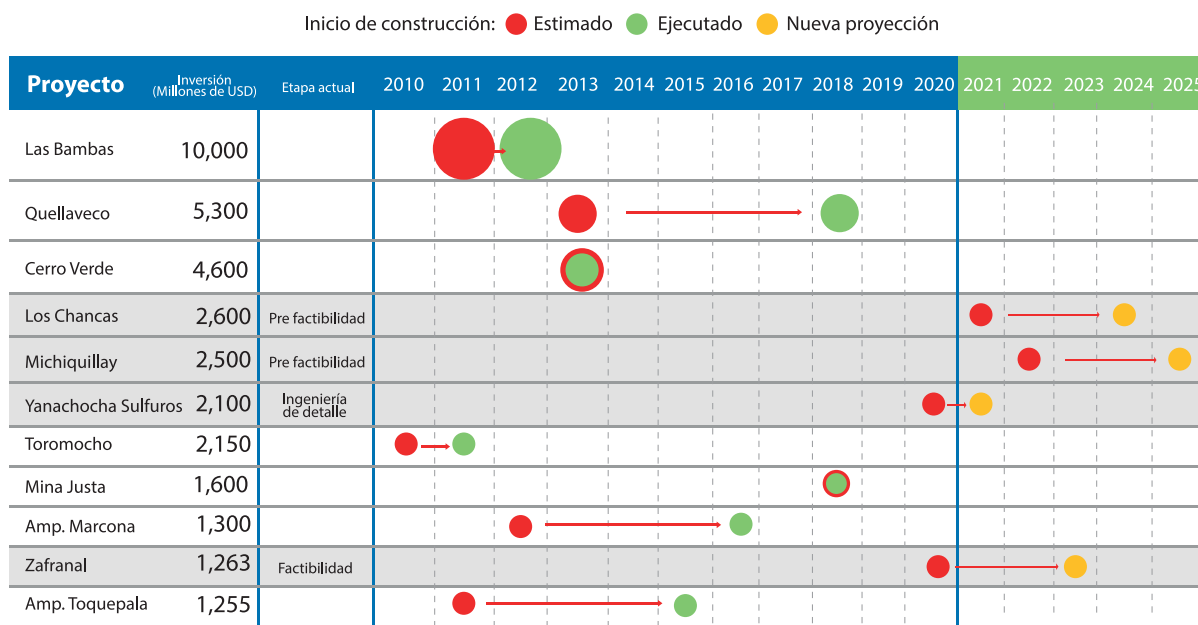 Inicio de construcción: Estimado Ejecutado Nueva proyección
Proyecto Inversión (Millones de USD) Etapa actual 2010 2011 2012 2013 2014 2015 2016 2017 2018 2019 2020 2021 2022 2023 2024 2025
Las Bambas 10,000
Quellaveco 5,300
Cerro Verde 4,600
Los Chancas 2,600 Pre factibilidad
Michiquillay 2,500 Pre factibilidad
Yanachocha Sulfuros 2,100 Ingeniería de detalle
Toromocho 2,150
Mina Justa 1,600
Amp. Marcona 1,300
Zafranal 1,263 Factibilidad
Amp. Toquepala 1,255